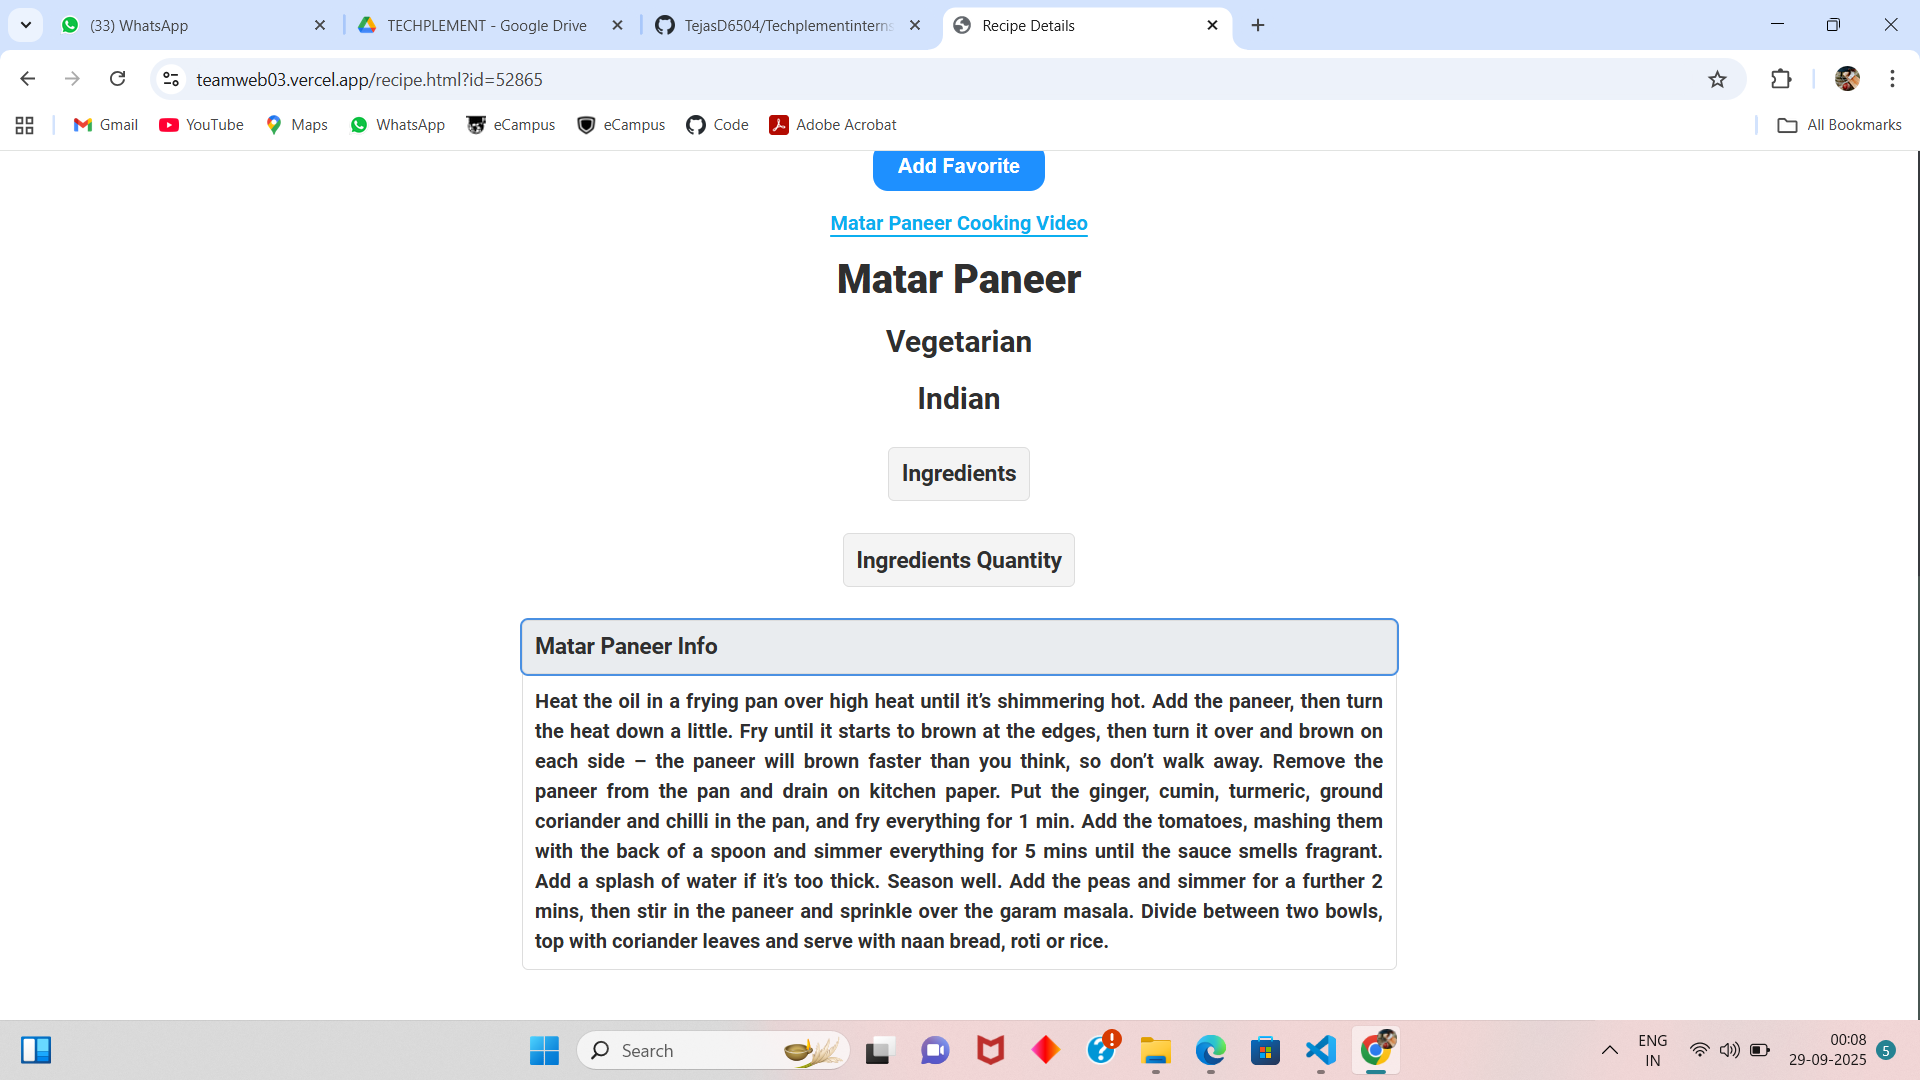 (33) WhatsApp
TECHPLEMENT - Google Drive
TejasD6504/Techplementinterns
Recipe Details
teamweb03.vercel.app/recipe.html?id=52865
Gmail
YouTube
Maps
WhatsApp
eCampus
eCampus
Code
Adobe Acrobat
All Bookmarks
Add Favorite
Matar Paneer Cooking Video
Matar Paneer
Vegetarian
Indian
Ingredients
Ingredients Quantity
Matar Paneer Info
Heat the oil in a frying pan over high heat until it’s shimmering hot. Add the paneer, then turn
the heat down a little. Fry until it starts to brown at the edges, then turn it over and brown on
each side – the paneer will brown faster than you think, so don’t walk away. Remove the
paneer from the pan and drain on kitchen paper. Put the ginger, cumin, turmeric, ground
coriander and chilli in the pan, and fry everything for 1 min. Add the tomatoes, mashing them
with the back of a spoon and simmer everything for 5 mins until the sauce smells fragrant.
Add a splash of water if it’s too thick. Season well. Add the peas and simmer for a further 2
mins, then stir in the paneer and sprinkle over the garam masala. Divide between two bowls,
top with coriander leaves and serve with naan bread, roti or rice.
Search
ENG
IN
00:08
29-09-2025
5